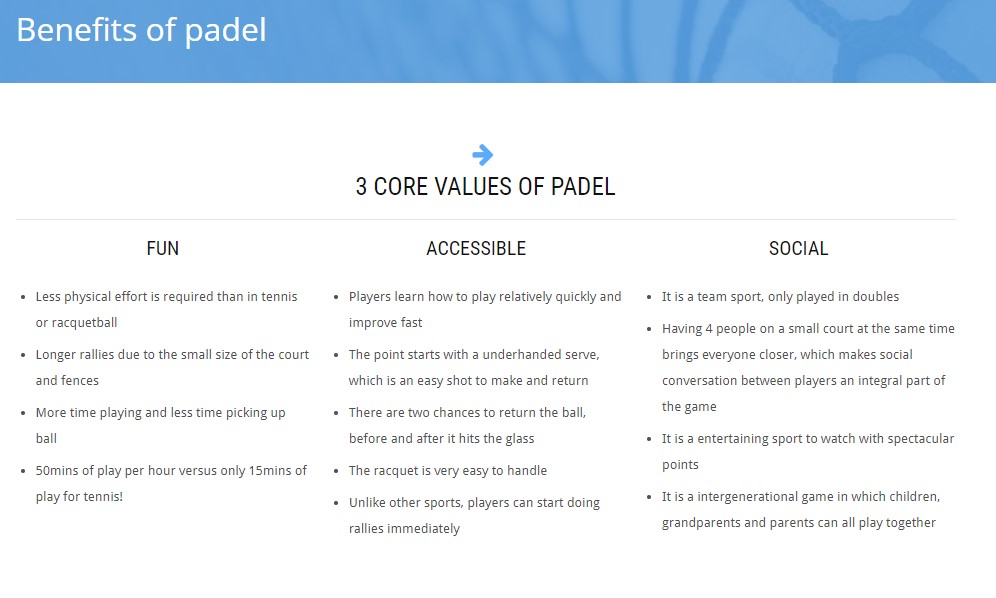 Benefits of padel
3 CORE VALUES OF PADEL
FUN
• Less physical effort is required than in tennis
or racquetball
• Longer rallies due to the small size of the court
and fences
• More time playing and less time picking up
ball
• 50mins of play per hour versus only 15mins of
play for tennis!
ACCESSIBLE
• Players learn how to play relatively quickly and
improve fast
• The point starts with a underhanded serve,
which is an easy shot to make and return
• There are two chances to return the ball,
before and after it hits the glass
• The racquet is very easy to handle
• Unlike other sports, players can start doing
rallies immediately
SOCIAL
• It is a team sport, only played in doubles
• Having 4 people on a small court at the same time
brings everyone closer, which makes social
conversation between players an integral part of
the game
• It is a entertaining sport to watch with spectacular
points
• It is a intergenerational game in which children,
grandparents and parents can all play together